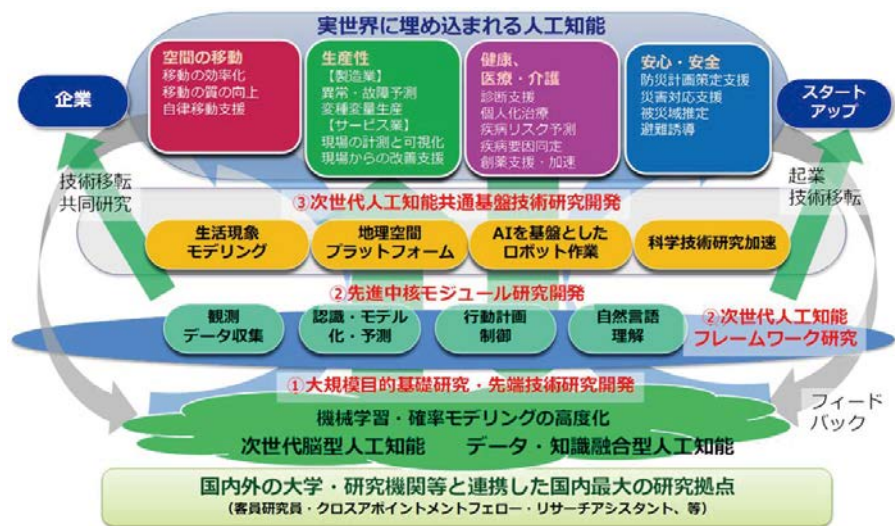 実世界に埋め込まれる人工知能
企業
空間の移動
移動の効率化
移動の質の向上
自律移動支援
生産性
【製造業】
異常・故障予測
変種変量生産
【サービス業】
現場の計測と可視化
現場からの改善支援
健康、
医療・介護
診断支援
個人化治療
疾病リスク予測
疾病要因同定
創薬支援・加速
安心・安全
防災計画策定支援
災害対応支援
被災域推定
避難誘導
スタート
アップ
技術移転
共同研究
起業
技術移転
③次世代人工知能共通基盤技術研究開発
生活現象
モデリング
地理空間
プラットフォーム
AIを基盤とした
ロボット作業
科学技術研究加速
②先進中核モジュール研究開発
観測
データ収集
認識・モデル
化・予測
行動計画
制御
自然言語
理解
②次世代人工知能
フレームワーク研究
①大規模目的基礎研究・先端技術研究開発
機械学習・確率モデリングの高度化
次世代脳型人工知能 データ・知識融合型人工知能
フィード
バック
国内外の大学・研究機関等と連携した国内最大の研究拠点
（客員研究員・クロスアポイントメントフェロー・リサーチアシスタント、等）